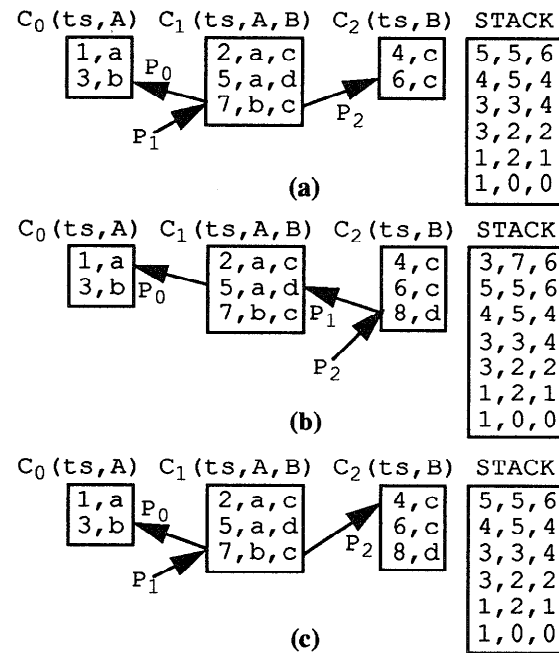 C0(ts,A) C1(ts,A,B) C2(ts,B) STACK
1,a 2,a,c 4,c 5,5,6
3,b P0 5,a,d 6,c 4,5,4
7,b,c P2 3,3,4
P1 3,2,2
1,2,1
1,0,0
(a)
C0(ts,A) C1(ts,A,B) C2(ts,B) STACK
1,a 2,a,c 4,c 3,7,6
3,b P0 5,a,d 6,c 5,5,6
7,b,c P1 8,d 4,5,4
3,3,4
P2 3,2,2
1,2,1
(b) 1,0,0
C0(ts,A) C1(ts,A,B) C2(ts,B) STACK
1,a P0 2,a,c 4,c 5,5,6
3,b 5,a,d 6,c 4,5,4
7,b,c P2 8,d 3,3,4
P1 3,2,2
1,2,1
(c) 1,0,0